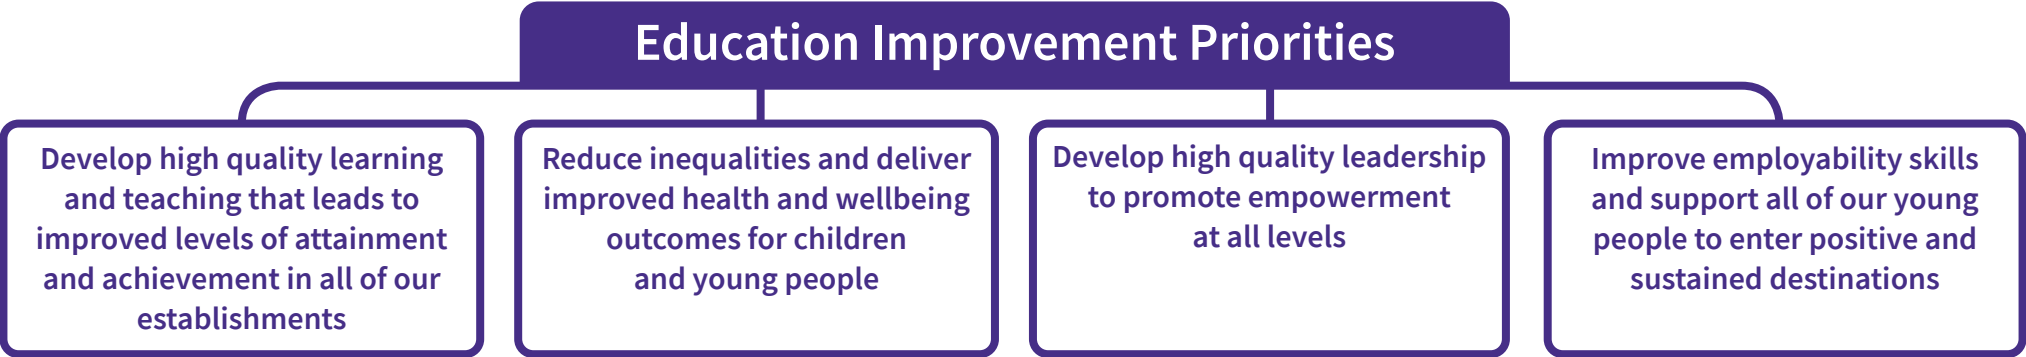 Education Improvement Priorities
Develop high quality learning
and teaching that leads to
improved levels of attainment
and achievement in all of our
establishments
Reduce inequalities and deliver
improved health and wellbeing
outcomes for children
and young people
Develop high quality leadership
to promote empowerment
at all levels
Improve employability skills
and support all of our young
people to enter positive and
sustained destinations